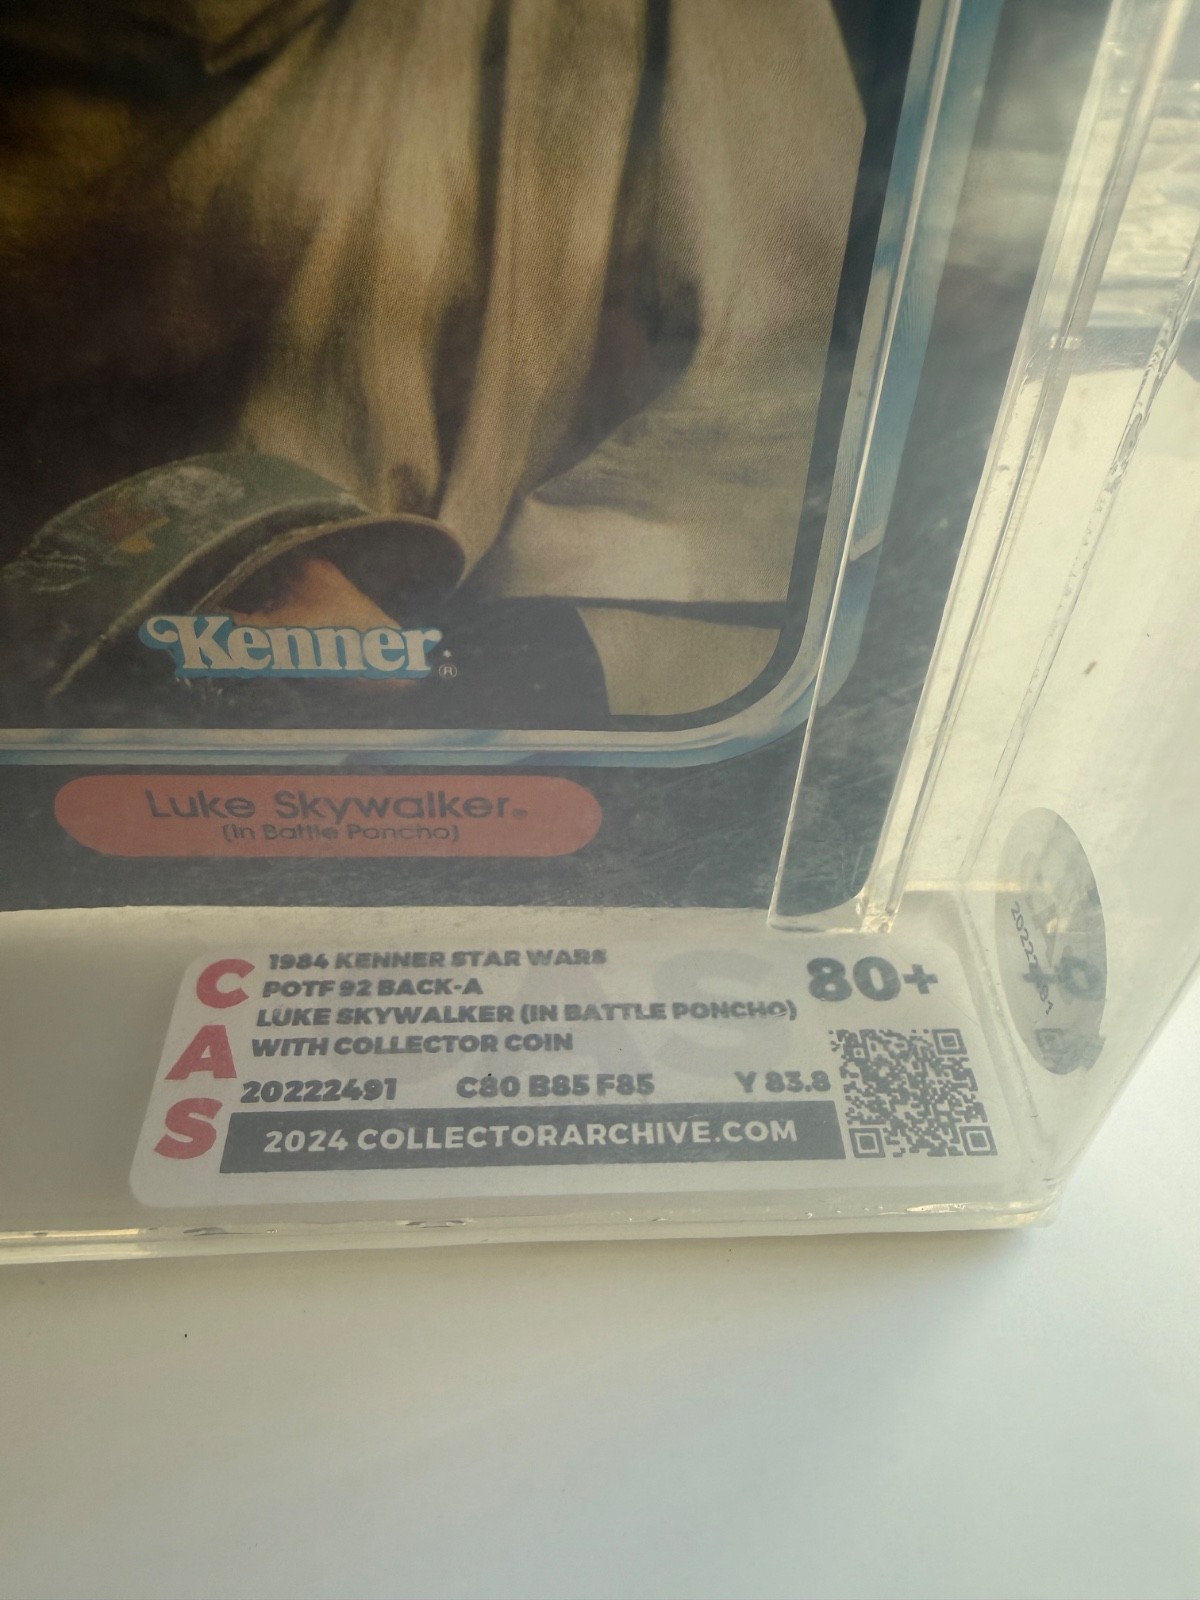 Kenner®
Luke Skywalker®
(In Battle Poncho)
CAS
1984 KENNER STAR WARS
POTF 92 BACK-A
LUKE SKYWALKER (IN BATTLE PONCHO)
WITH COLLECTOR COIN
80+
20222491 C80 B85 F85 Y 83.8
2024 COLLECTORARCHIVE.COM